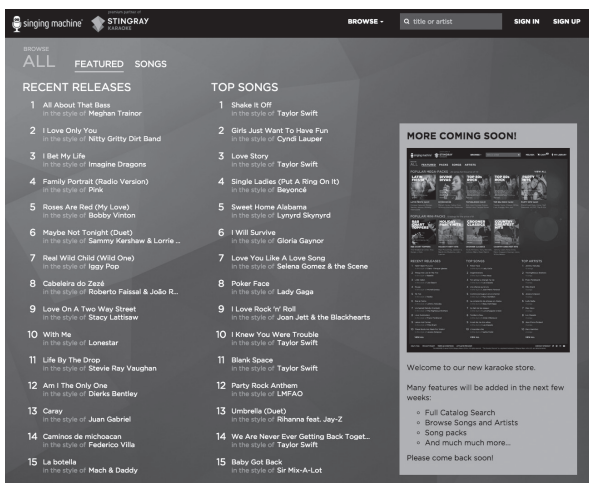 singing machine
premium partner of
STINGRAY
KARAOKE
BROWSE
title or artist
SIGN IN
SIGN UP
BROWSE
ALL
FEATURED
SONGS
RECENT RELEASES
1 All About That Bass
in the style of Meghan Trainor
2 I Love Only You
in the style of Nitty Gritty Dirt Band
3 I Bet My Life
in the style of Imagine Dragons
4 Family Portrait (Radio Version)
in the style of Pink
5 Roses Are Red (My Love)
in the style of Bobby Vinton
6 Maybe Not Tonight (Duet)
in the style of Sammy Kershaw & Lorrie ...
7 Real Wild Child (Wild One)
in the style of Iggy Pop
8 Cabeleira do Zezé
in the style of Roberto Faissal & João R...
9 Love On A Two Way Street
in the style of Stacy Lattisaw
10 With Me
in the style of Lonestar
11 Life By The Drop
in the style of Stevie Ray Vaughan
12 Am I The Only One
in the style of Dierks Bentley
13 Caray
in the style of Juan Gabriel
14 Caminos de michoacan
in the style of Federico Villa
15 La botella
in the style of Mach & Daddy
TOP SONGS
1 Shake It Off
in the style of Taylor Swift
2 Girls Just Want To Have Fun
in the style of Cyndi Lauper
3 Love Story
in the style of Taylor Swift
4 Single Ladies (Put A Ring On It)
in the style of Beyoncé
5 Sweet Home Alabama
in the style of Lynyrd Skynyrd
6 I Will Survive
in the style of Gloria Gaynor
7 Love You Like A Love Song
in the style of Selena Gomez & the Scene
8 Poker Face
in the style of Lady Gaga
9 I Love Rock 'n' Roll
in the style of Joan Jett & the Blackhearts
10 I Knew You Were Trouble
in the style of Taylor Swift
11 Blank Space
in the style of Taylor Swift
12 Party Rock Anthem
in the style of LMFAO
13 Umbrella (Duet)
in the style of Rihanna feat. Jay-Z
14 We Are Never Ever Getting Back Toget...
in the style of Taylor Swift
15 Baby Got Back
in the style of Sir Mix-A-Lot
MORE COMING SOON!
RECENT RELEASES
TOP SONGS
TOP ARTISTS
Welcome to our new karaoke store.
Many features will be added in the next few
weeks:
Full Catalog Search
Browse Songs and Artists
Song packs
And much much more...
Please come back soon!